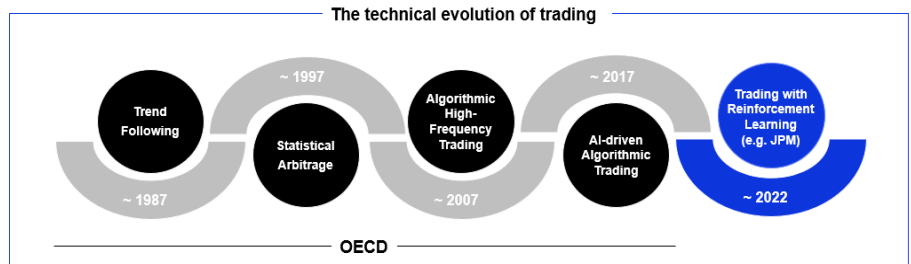 The technical evolution of trading
Trend
Following
~ 1987
~ 1997
Statistical
Arbitrage
Algorithmic
High-
Frequency
Trading
~ 2007
~ 2017
AI-driven
Algorithmic
Trading
Trading with
Reinforcement
Learning
(e.g. JPM)
~ 2022
OECD